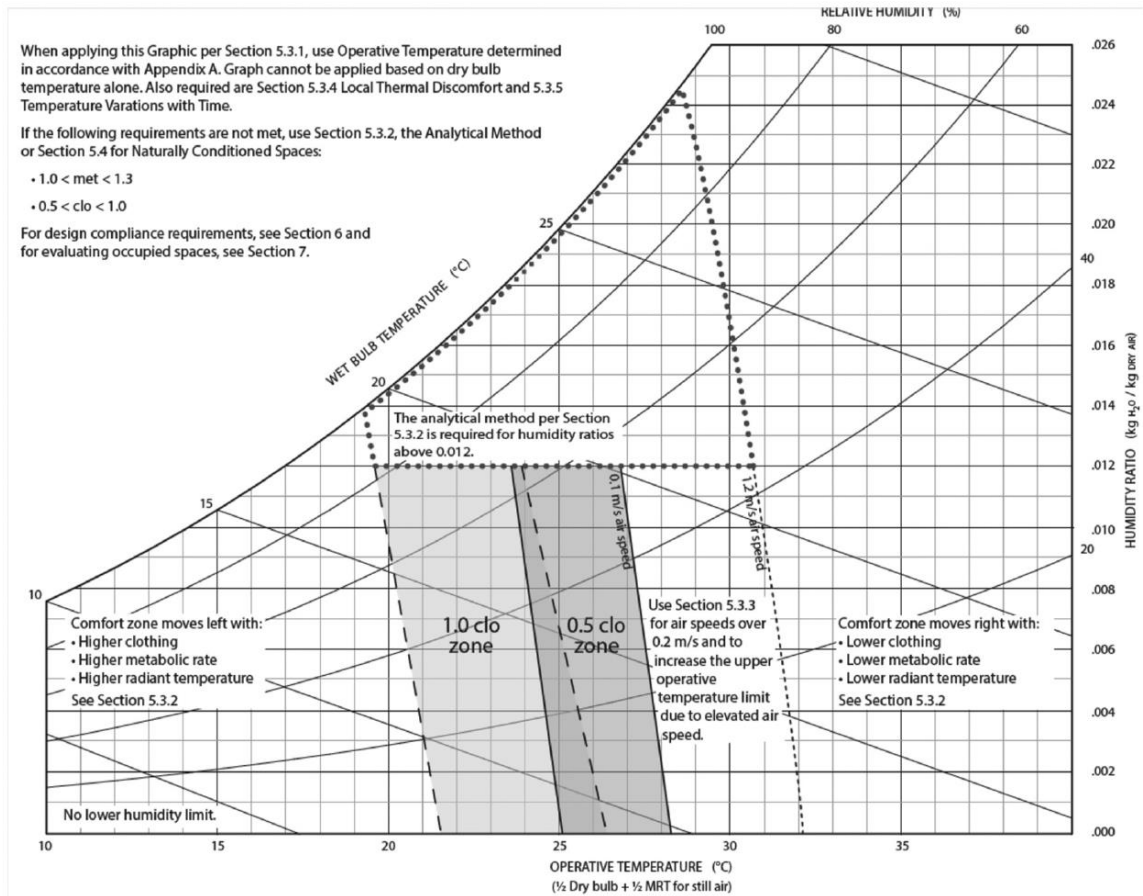 RELATIVE HUMIDITY (%)
100
80
60
When applying this Graphic per Section 5.3.1, use Operative Temperature determined
in accordance with Appendix A. Graph cannot be applied based on dry bulb
temperature alone. Also required are Section 5.3.4 Local Thermal Discomfort and 5.3.5
Temperature Varations with Time.
If the following requirements are not met, use Section 5.3.2, the Analytical Method
or Section 5.4 for Naturally Conditioned Spaces:
• 1.0 < met < 1.3
• 0.5 < clo < 1.0
For design compliance requirements, see Section 6 and
for evaluating occupied spaces, see Section 7.
WET BULB TEMPERATURE (°C)
25
20
15
10
The analytical method per Section
5.3.2 is required for humidity ratios
above 0.012.
0.1 m/s air speed
1.2 m/s air speed
1.0 clo
zone
0.5 clo
zone
Comfort zone moves left with:
• Higher clothing
• Higher metabolic rate
• Higher radiant temperature
See Section 5.3.2
Use Section 5.3.3
for air speeds over
0.2 m/s and to
increase the upper
operative
temperature limit
due to elevated air
speed.
Comfort zone moves right with:
• Lower clothing
• Lower metabolic rate
• Lower radiant temperature
See Section 5.3.2
No lower humidity limit.
.026
.024
.022
.020
40
.018
.016
.014
.012
.010
20
.008
.006
.004
.002
.000
HUMIDITY RATIO (kg H₂O / kg DRY AIR)
10
15
20
25
30
35
OPERATIVE TEMPERATURE (°C)
(½ Dry bulb + ½ MRT for still air)